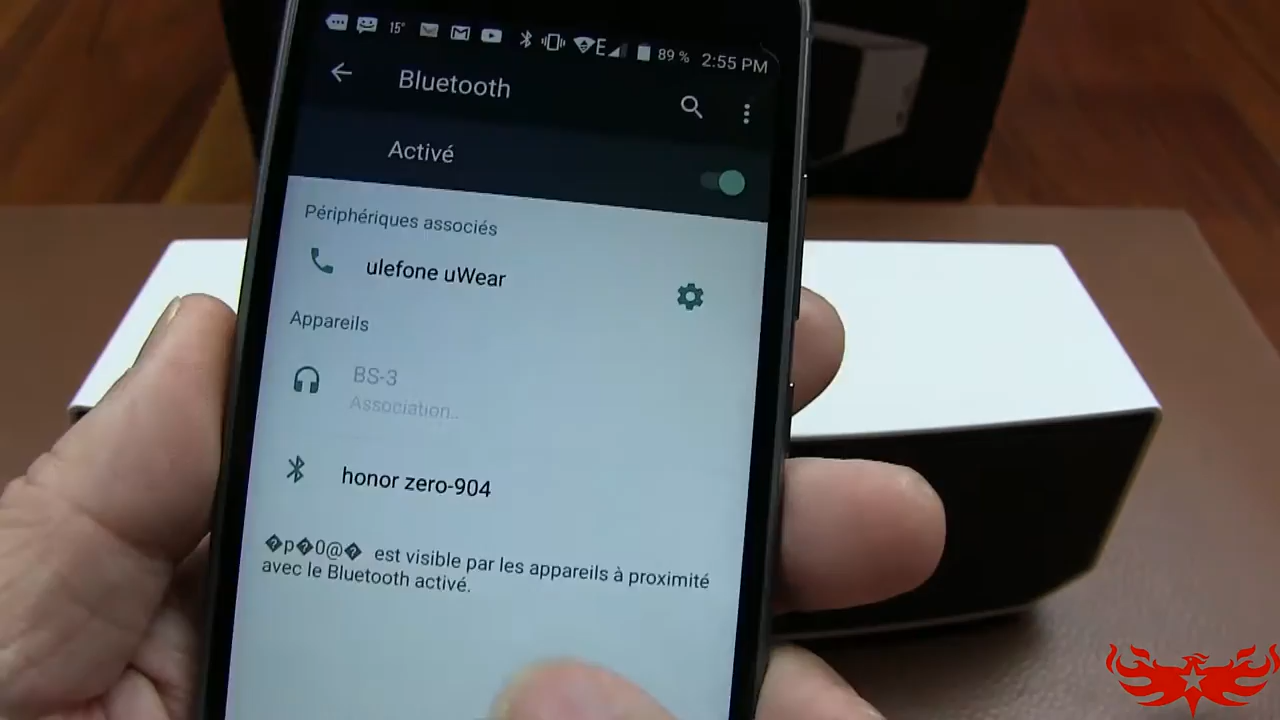 15° E 89 % 2:55 PM
Bluetooth
Activé
Périphériques associés
ulefone uWear
Appareils
BS-3
Association..
honor zero-904
�p�0@� est visible par les appareils à proximité
avec le Bluetooth activé.